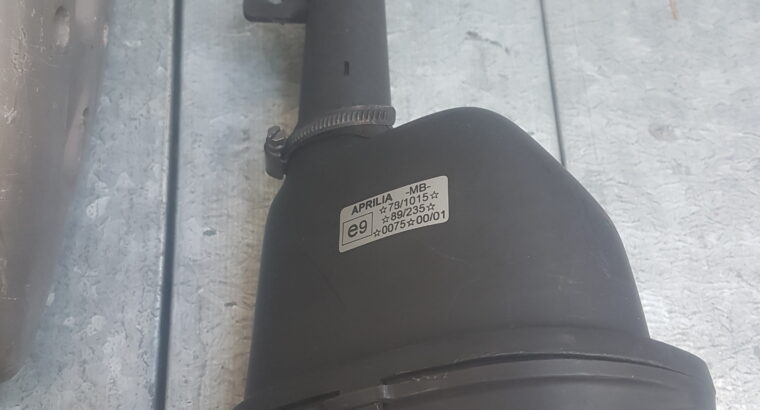 APRILIA -MB-
☆78/1015☆
☆89/235☆
e9 ☆0075☆00/01